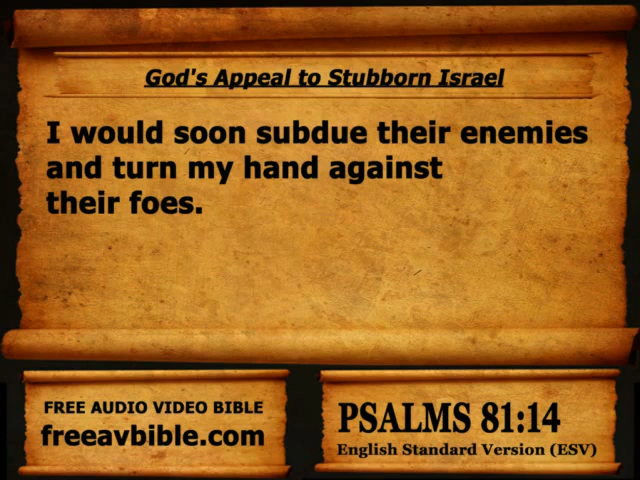 God's Appeal to Stubborn Israel
I would soon subdue their enemies
and turn my hand against
their foes.
FREE AUDIO VIDEO BIBLE
freeavbible.com
PSALMS 81:14
English Standard Version (ESV)